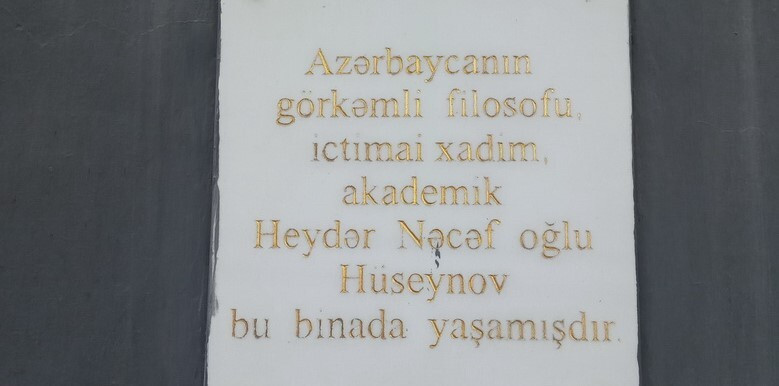 Azərbaycanın
görkəmli filosofu,
ictimai xadim,
akademik
Heydər Nəcəf oğlu
Hüseynov
bu binada yaşamışdır.